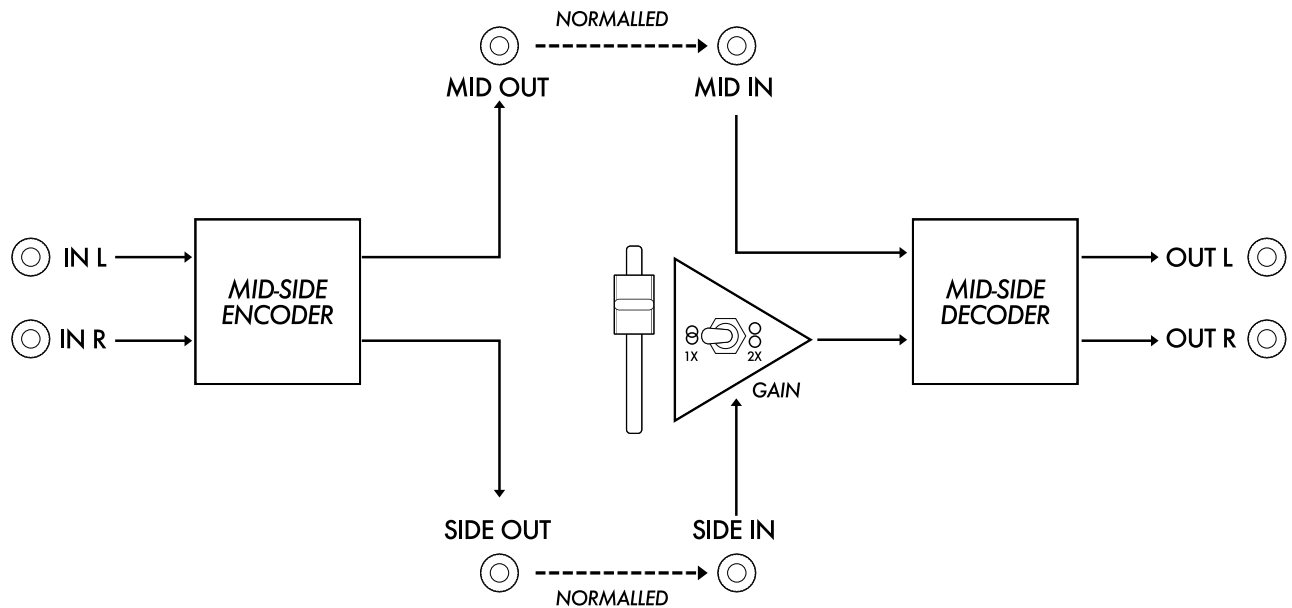 NORMALLED
MID OUT
MID IN
IN L
IN R
MID-SIDE
ENCODER
1X
2X
GAIN
MID-SIDE
DECODER
OUT L
OUT R
SIDE OUT
SIDE IN
NORMALLED